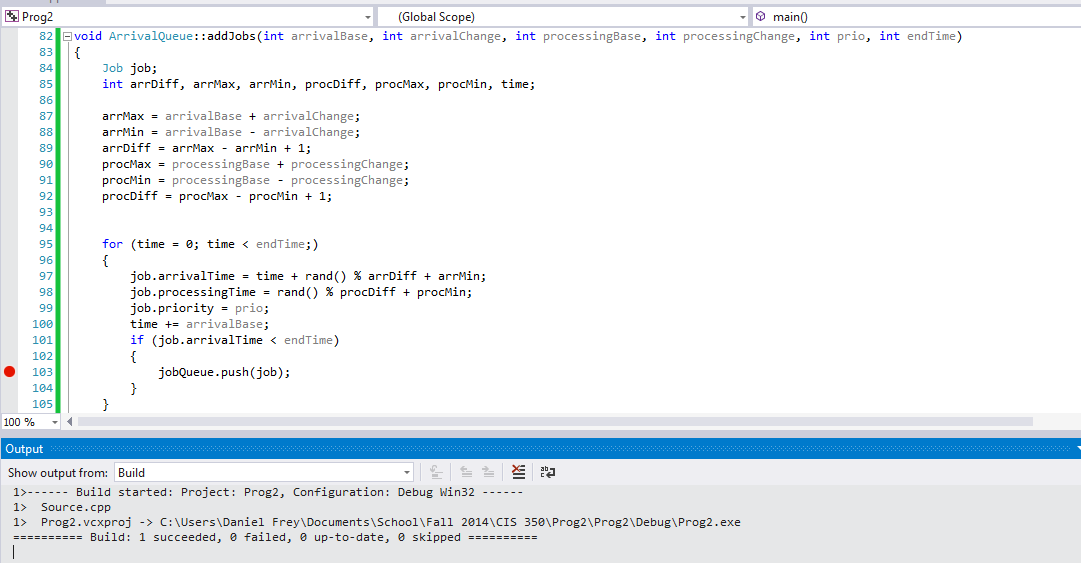 Prog2 (Global Scope) main()
82 void ArrivalQueue::addJobs(int arrivalBase, int arrivalChange, int processingBase, int processingChange, int prio, int endTime)
83 {
84 Job job;
85 int arrDiff, arrMax, arrMin, procDiff, procMax, procMin, time;
86
87 arrMax = arrivalBase + arrivalChange;
88 arrMin = arrivalBase - arrivalChange;
89 arrDiff = arrMax - arrMin + 1;
90 procMax = processingBase + processingChange;
91 procMin = processingBase - processingChange;
92 procDiff = procMax - procMin + 1;
93
94
95 for (time = 0; time < endTime;)
96 {
97 job.arrivalTime = time + rand() % arrDiff + arrMin;
98 job.processingTime = rand() % procDiff + procMin;
99 job.priority = prio;
100 time += arrivalBase;
101 if (job.arrivalTime < endTime)
102 {
103 jobQueue.push(job);
104 }
105 }
100 %
Output
Show output from: Build
1>------ Build started: Project: Prog2, Configuration: Debug Win32 ------
1> Source.cpp
1> Prog2.vcxproj -> C:\Users\Daniel Frey\Documents\School\Fall 2014\CIS 350\Prog2\Prog2\Debug\Prog2.exe
========== Build: 1 succeeded, 0 failed, 0 up-to-date, 0 skipped ==========